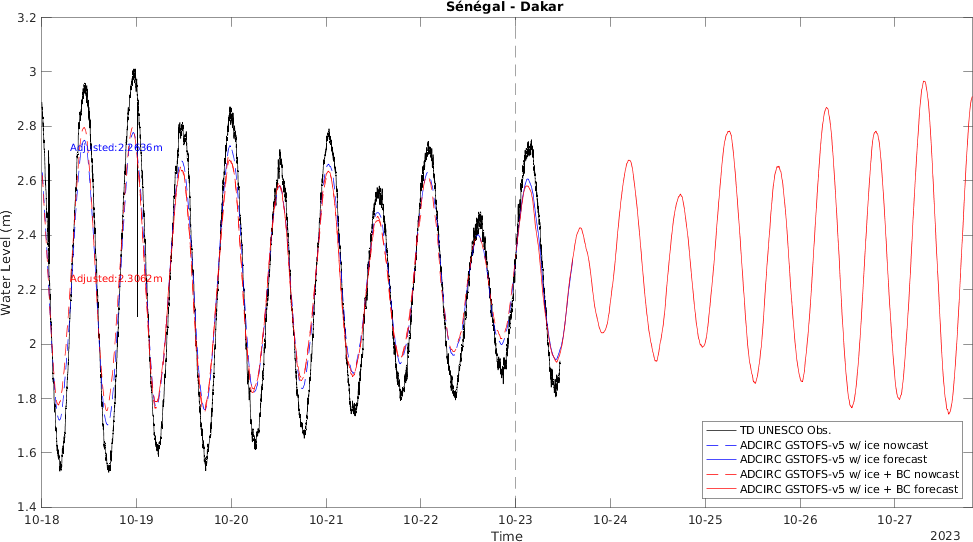 Sénégal - Dakar
3.2
3
2.8
2.6
2.4
2.2
2
1.8
1.6
1.4
Water Level (m)
Adjusted:2.2636m
Adjusted:2.3062m
TD UNESCO Obs.
ADCIRC GSTOFS-v5 w/ ice nowcast
ADCIRC GSTOFS-v5 w/ ice forecast
ADCIRC GSTOFS-v5 w/ ice + BC nowcast
ADCIRC GSTOFS-v5 w/ ice + BC forecast
10-18 10-19 10-20 10-21 10-22 10-23 10-24 10-25 10-26 10-27
Time
2023